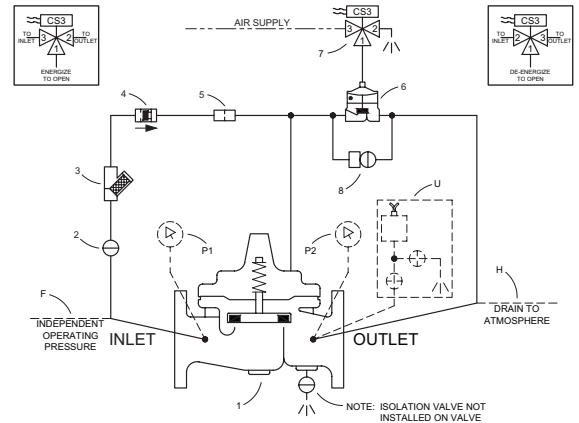 CS3
TO
INLET
3
2
TO
OUTLET
1
ENERGIZE
TO OPEN
AIR SUPPLY
CS3
3
2
1
7
CS3
TO
INLET
2
3
TO
OUTLET
1
DE-ENERGIZE
TO OPEN
4
5
6
8
3
2
P1
P2
U
H
F
INDEPENDENT
OPERATING
PRESSURE
INLET
OUTLET
DRAIN TO
ATMOSPHERE
1
NOTE: ISOLATION VALVE NOT
INSTALLED ON VALVE